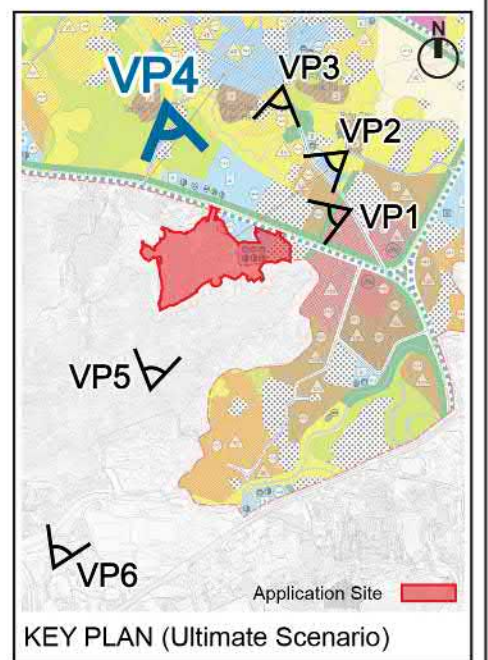 N
VP4
VP3
VP2
VP1
VP5
VP6
Application Site
KEY PLAN (Ultimate Scenario)